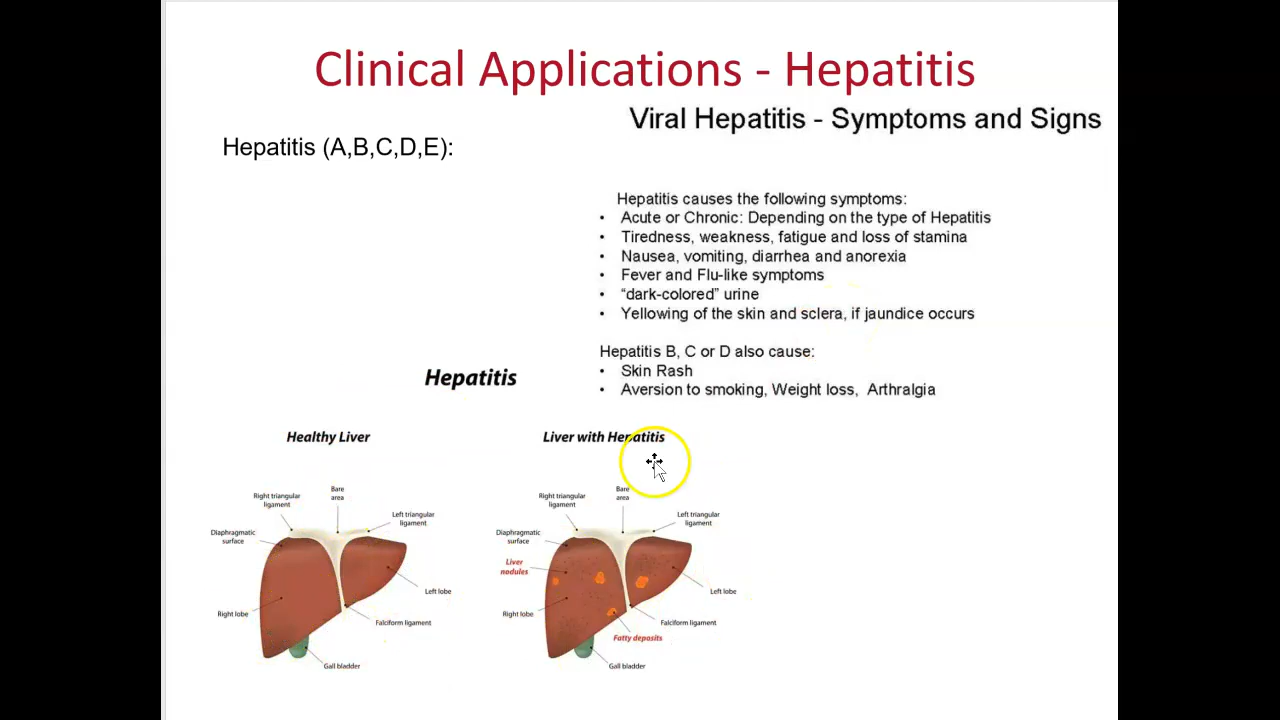 Clinical Applications - Hepatitis
Viral Hepatitis - Symptoms and Signs
Hepatitis (A,B,C,D,E):
Hepatitis causes the following symptoms:
• Acute or Chronic: Depending on the type of Hepatitis
• Tiredness, weakness, fatigue and loss of stamina
• Nausea, vomiting, diarrhea and anorexia
• Fever and Flu-like symptoms
• “dark-colored” urine
• Yellowing of the skin and sclera, if jaundice occurs
Hepatitis B, C or D also cause:
• Skin Rash
• Aversion to smoking, Weight loss, Arthralgia
Hepatitis
Healthy Liver
Right triangular
ligament
Bare
area
Left triangular
ligament
Diaphragmatic
surface
Left lobe
Right lobe
Falciform ligament
Gall bladder
Liver with Hepatitis
Right triangular
ligament
Bare
area
Left triangular
ligament
Diaphragmatic
surface
Liver
nodules
Left lobe
Right lobe
Falciform ligament
Fatty deposits
Gall bladder